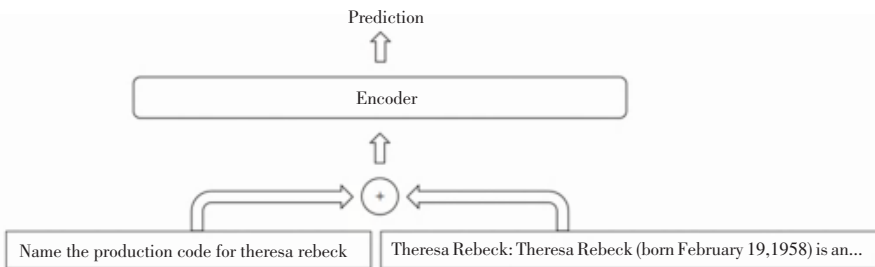 Prediction
Encoder
+
Name the production code for theresa rebeck
Theresa Rebeck: Theresa Rebeck (born February 19,1958) is an...